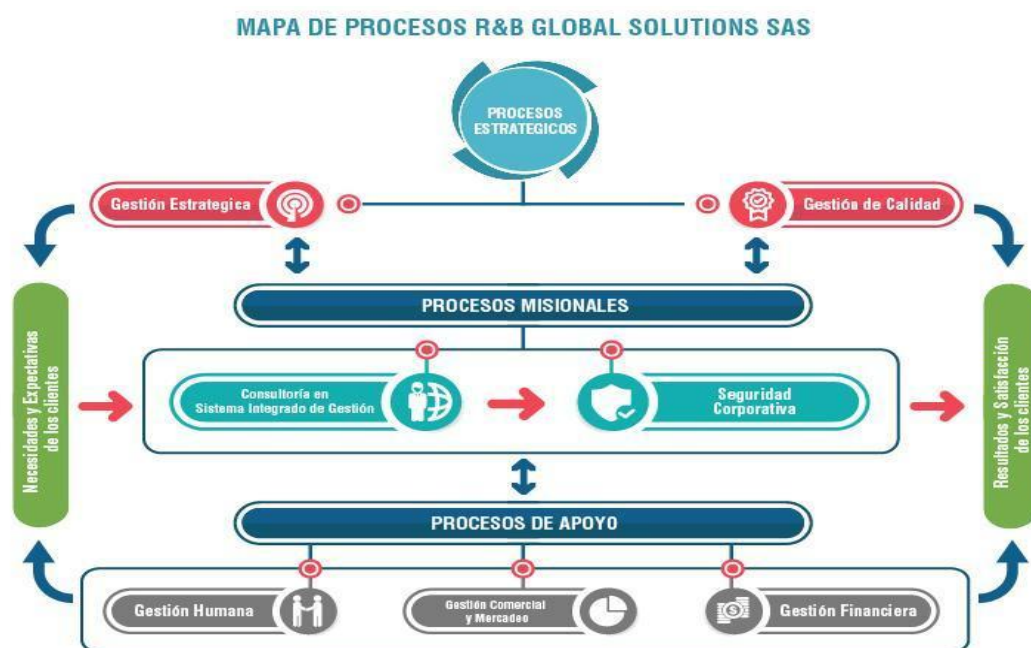 MAPA DE PROCESOS R&B GLOBAL SOLUTIONS SAS
PROCESOS
ESTRATEGICOS
Gestión Estrategica
Gestión de Calidad
PROCESOS MISIONALES
Necesidades y Expectativas
de los clientes
Consultoría en
Sistema Integrado de Gestión
Seguridad
Corporativa
Resultados y Satisfacción
de los clientes
PROCESOS DE APOYO
Gestión Humana
Gestión Comercial
y Mercadeo
Gestión Financiera